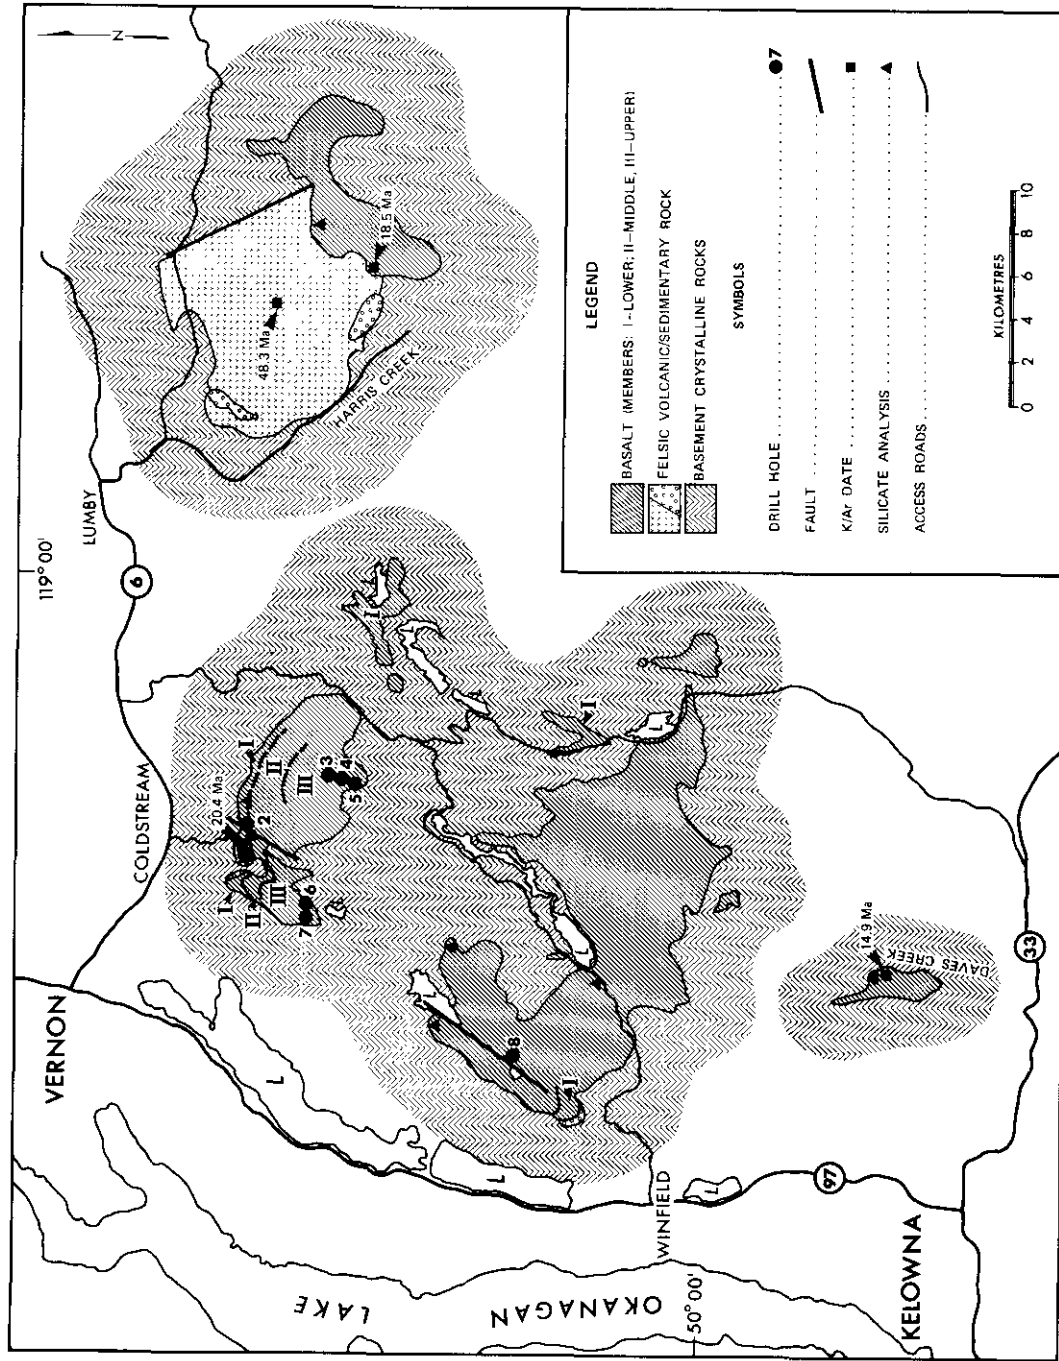 N
119° 00'
6
LUMBY
COLDSTREAM
VERNON
20.4 Ma
48.3 Ma
18.5 Ma
HARRIS CREEK
I
II
III
2
3
4
5
I
II
III
6
7
L
I
L
I
L
L
L
8
I
L
L
WINFIELD
L
97
14.9 Ma
DAVES CREEK
33
KELOWNA
OKANAGAN
LAKE
50° 00'
LEGEND
BASALT (MEMBERS: I-LOWER; II-MIDDLE, III-UPPER)
FELSIC VOLCANIC/SEDIMENTARY ROCK
BASEMENT CRYSTALLINE ROCKS
SYMBOLS
DRILL HOLE 7
FAULT
K/Ar DATE
SILICATE ANALYSIS
ACCESS ROADS
KILOMETRES
0 2 4 6 8 10